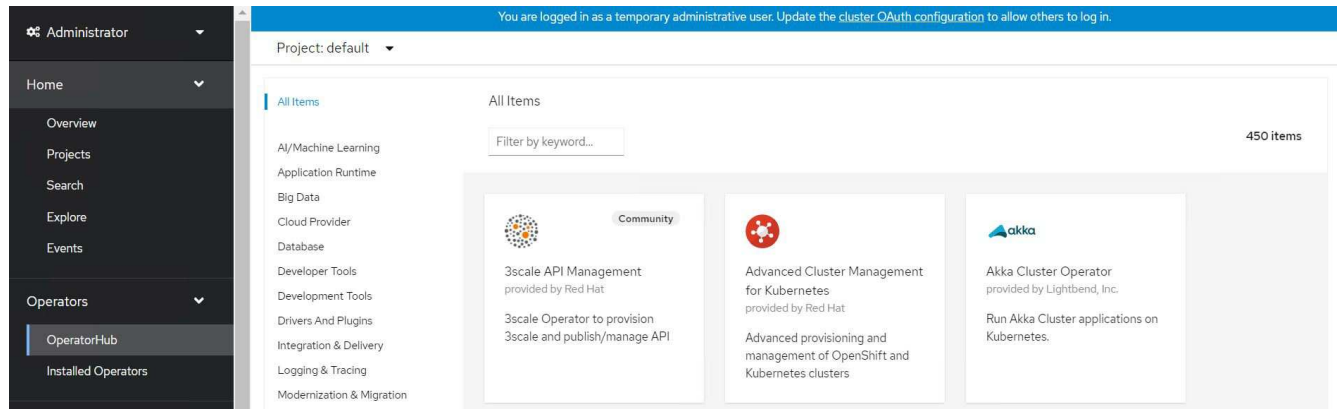 You are logged in as a temporary administrative user. Update the cluster OAuth configuration to allow others to log in.
Administrator
Project: default
Home
Overview
Projects
Search
Explore
Events
Operators
OperatorHub
Installed Operators
All Items
AI/Machine Learning
Application Runtime
Big Data
Cloud Provider
Database
Developer Tools
Development Tools
Drivers And Plugins
Integration & Delivery
Logging & Tracing
Modernization & Migration
All Items
Filter by keyword...
450 items
Community
3scale API Management
provided by Red Hat
3scale Operator to provision
3scale and publish/manage API
Advanced Cluster Management
for Kubernetes
provided by Red Hat
Advanced provisioning and
management of OpenShift and
Kubernetes clusters
akka
Akka Cluster Operator
provided by Lightbend, Inc.
Run Akka Cluster applications on
Kubernetes.